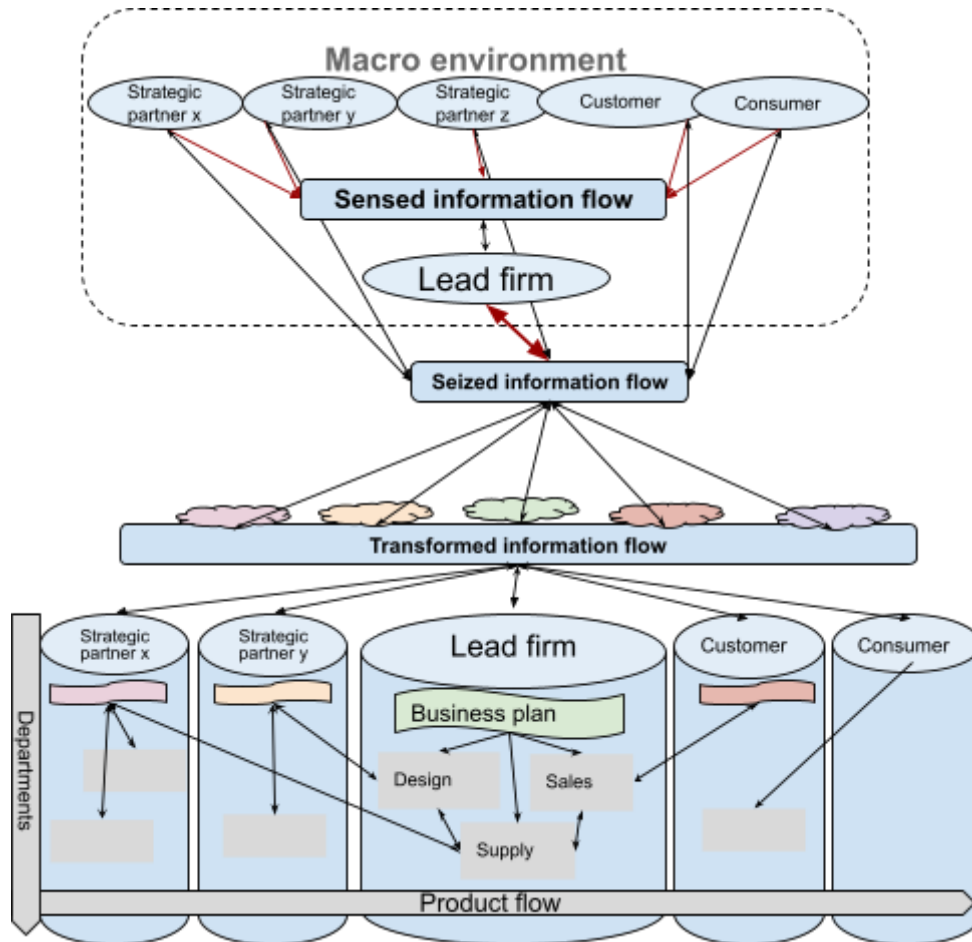 Macro environment
Strategic
partner x
Strategic
partner y
Strategic
partner z
Customer
Consumer
Sensed information flow
Lead firm
Seized information flow
Transformed information flow
Departments
Strategic
partner x
Strategic
partner y
Lead firm
Customer
Consumer
Business plan
Design
Sales
Supply
Product flow